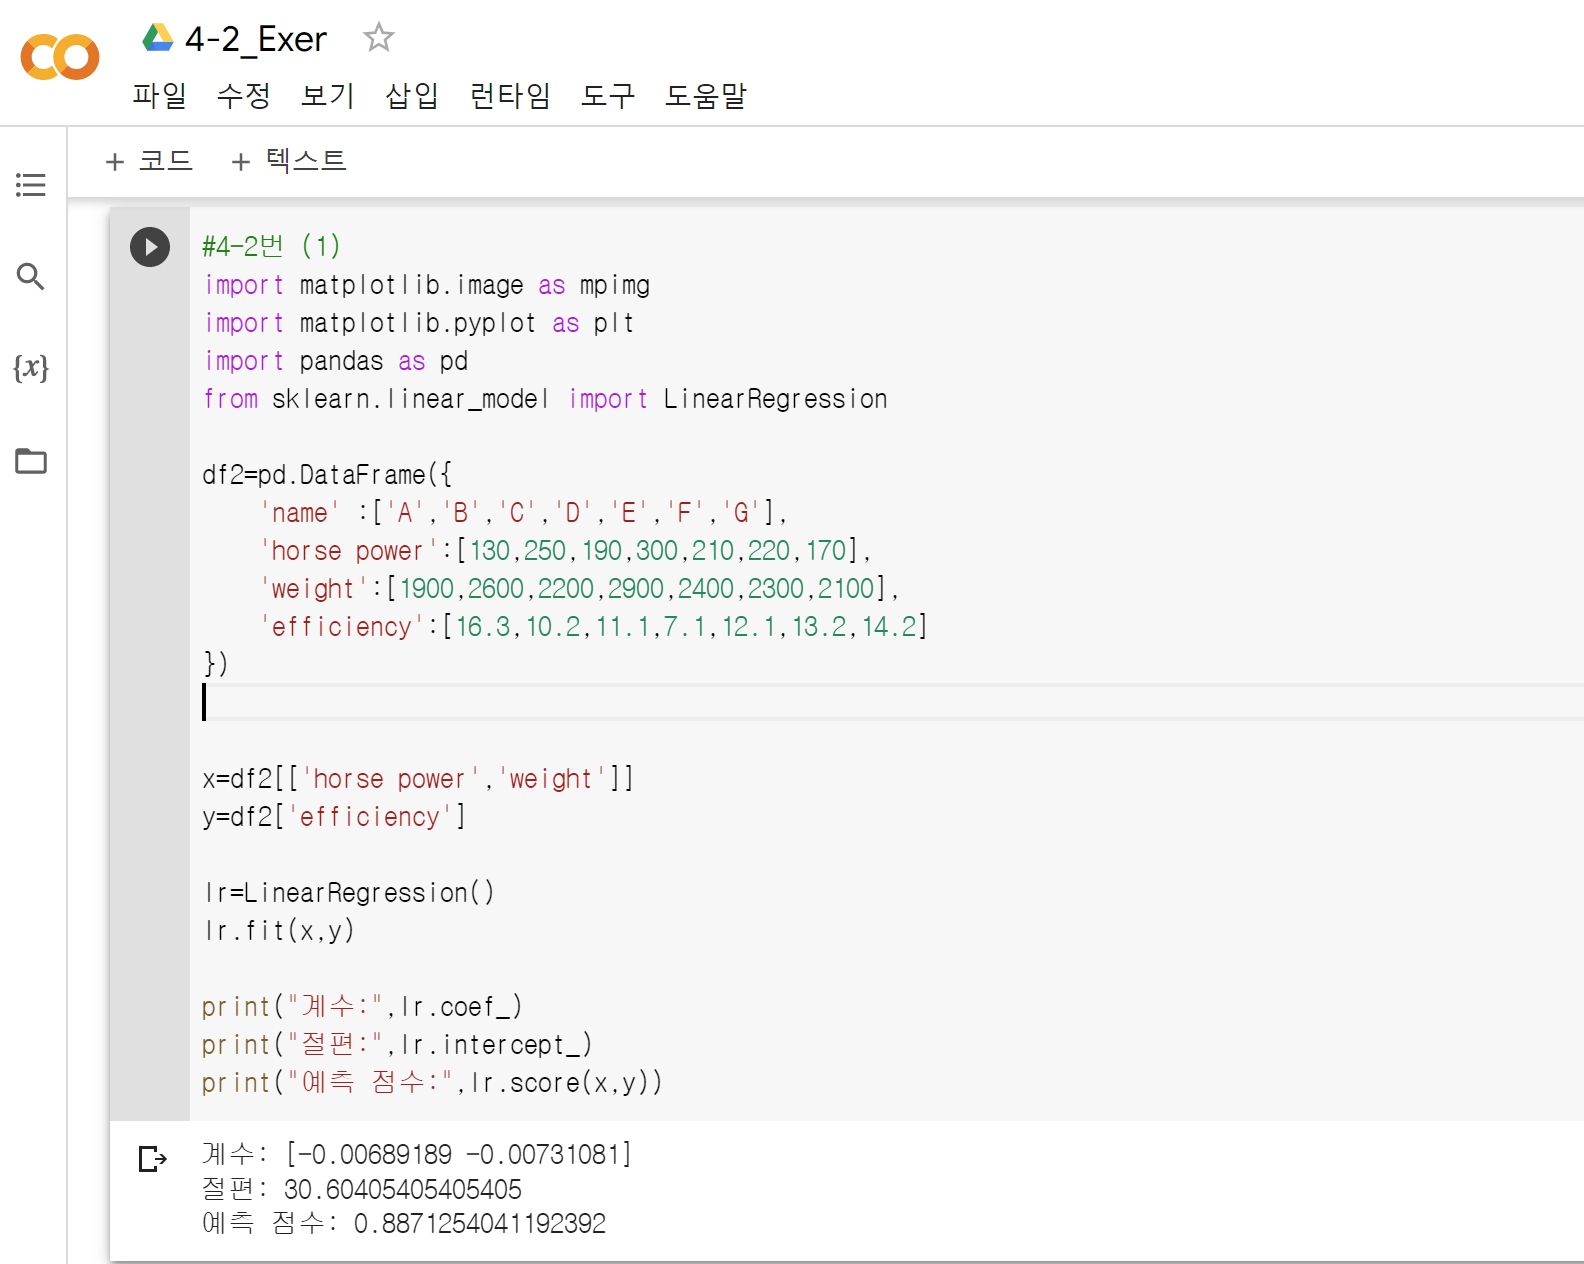 4-2_Exer
파일 수정 보기 삽입 런타임 도구 도움말
+ 코드 + 텍스트
{x}
#4-2번 (1)
import matplotlib.image as mpimg
import matplotlib.pyplot as plt
import pandas as pd
from sklearn.linear_model import LinearRegression
df2=pd.DataFrame({
    'name' :['A','B','C','D','E','F','G'],
    'horse power':[130,250,190,300,210,220,170],
    'weight':[1900,2600,2200,2900,2400,2300,2100],
    'efficiency':[16.3,10.2,11.1,7.1,12.1,13.2,14.2]
})
x=df2[['horse power','weight']]
y=df2['efficiency']
lr=LinearRegression()
lr.fit(x,y)
print("계수:",lr.coef_)
print("절편:",lr.intercept_)
print("예측 점수:",lr.score(x,y))
계수: [-0.00689189 -0.00731081]
절편: 30.60405405405405
예측 점수: 0.8871254041192392